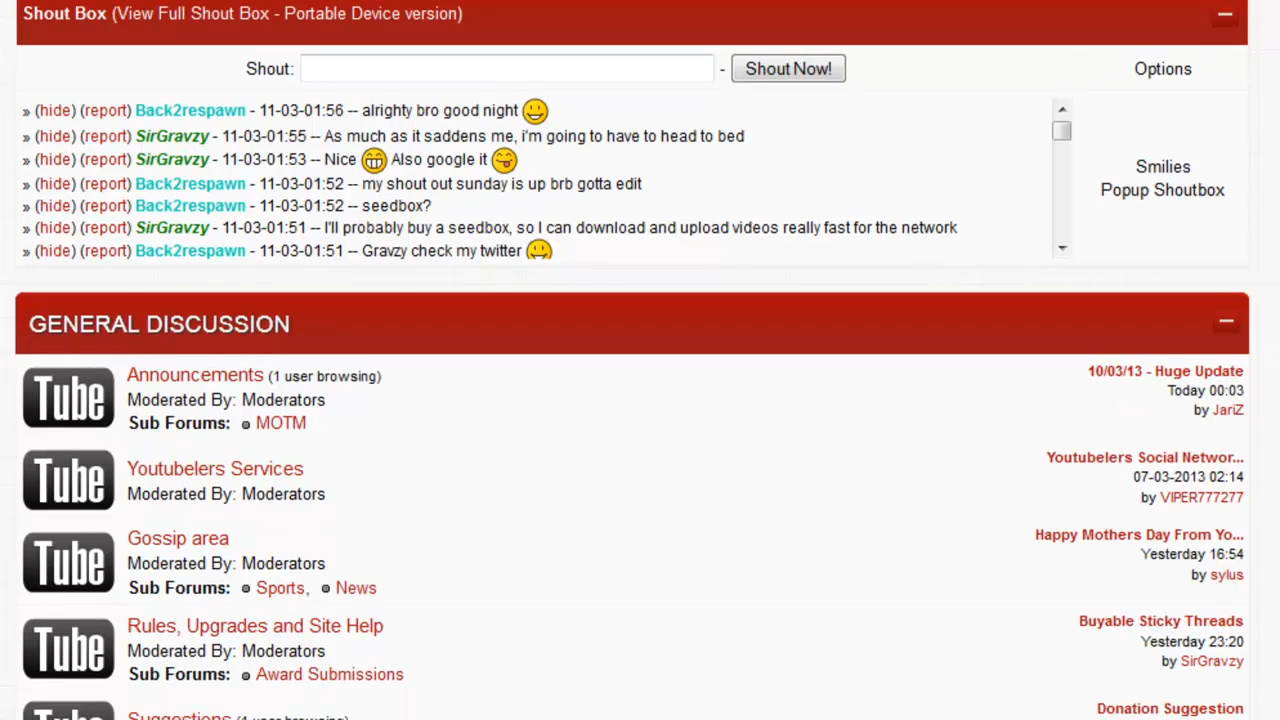 Shout Box (View Full Shout Box - Portable Device version)
Shout: - Shout Now! Options
» (hide) (report) Back2respawn - 11-03-01:56 -- alrighty bro good night
» (hide) (report) SirGravzy - 11-03-01:55 -- As much as it saddens me, i'm going to have to head to bed
» (hide) (report) SirGravzy - 11-03-01:53 -- Nice Also google it
» (hide) (report) Back2respawn - 11-03-01:52 -- my shout out sunday is up brb gotta edit
» (hide) (report) Back2respawn - 11-03-01:52 -- seedbox?
» (hide) (report) SirGravzy - 11-03-01:51 -- I'll probably buy a seedbox, so I can download and upload videos really fast for the network
» (hide) (report) Back2respawn - 11-03-01:51 -- Gravzy check my twitter
Smilies
Popup Shoutbox
GENERAL DISCUSSION
Tube
Announcements (1 user browsing)
Moderated By: Moderators
Sub Forums: MOTM
10/03/13 - Huge Update
Today 00:03
by JariZ
Tube
Youtubelers Services
Moderated By: Moderators
Youtubelers Social Networ...
07-03-2013 02:14
by VIPER777277
Tube
Gossip area
Moderated By: Moderators
Sub Forums: Sports, News
Happy Mothers Day From Yo...
Yesterday 16:54
by sylus
Tube
Rules, Upgrades and Site Help
Moderated By: Moderators
Sub Forums: Award Submissions
Buyable Sticky Threads
Yesterday 23:20
by SirGravzy
Tube
Suggestions (1 user browsing)
Donation Suggestion